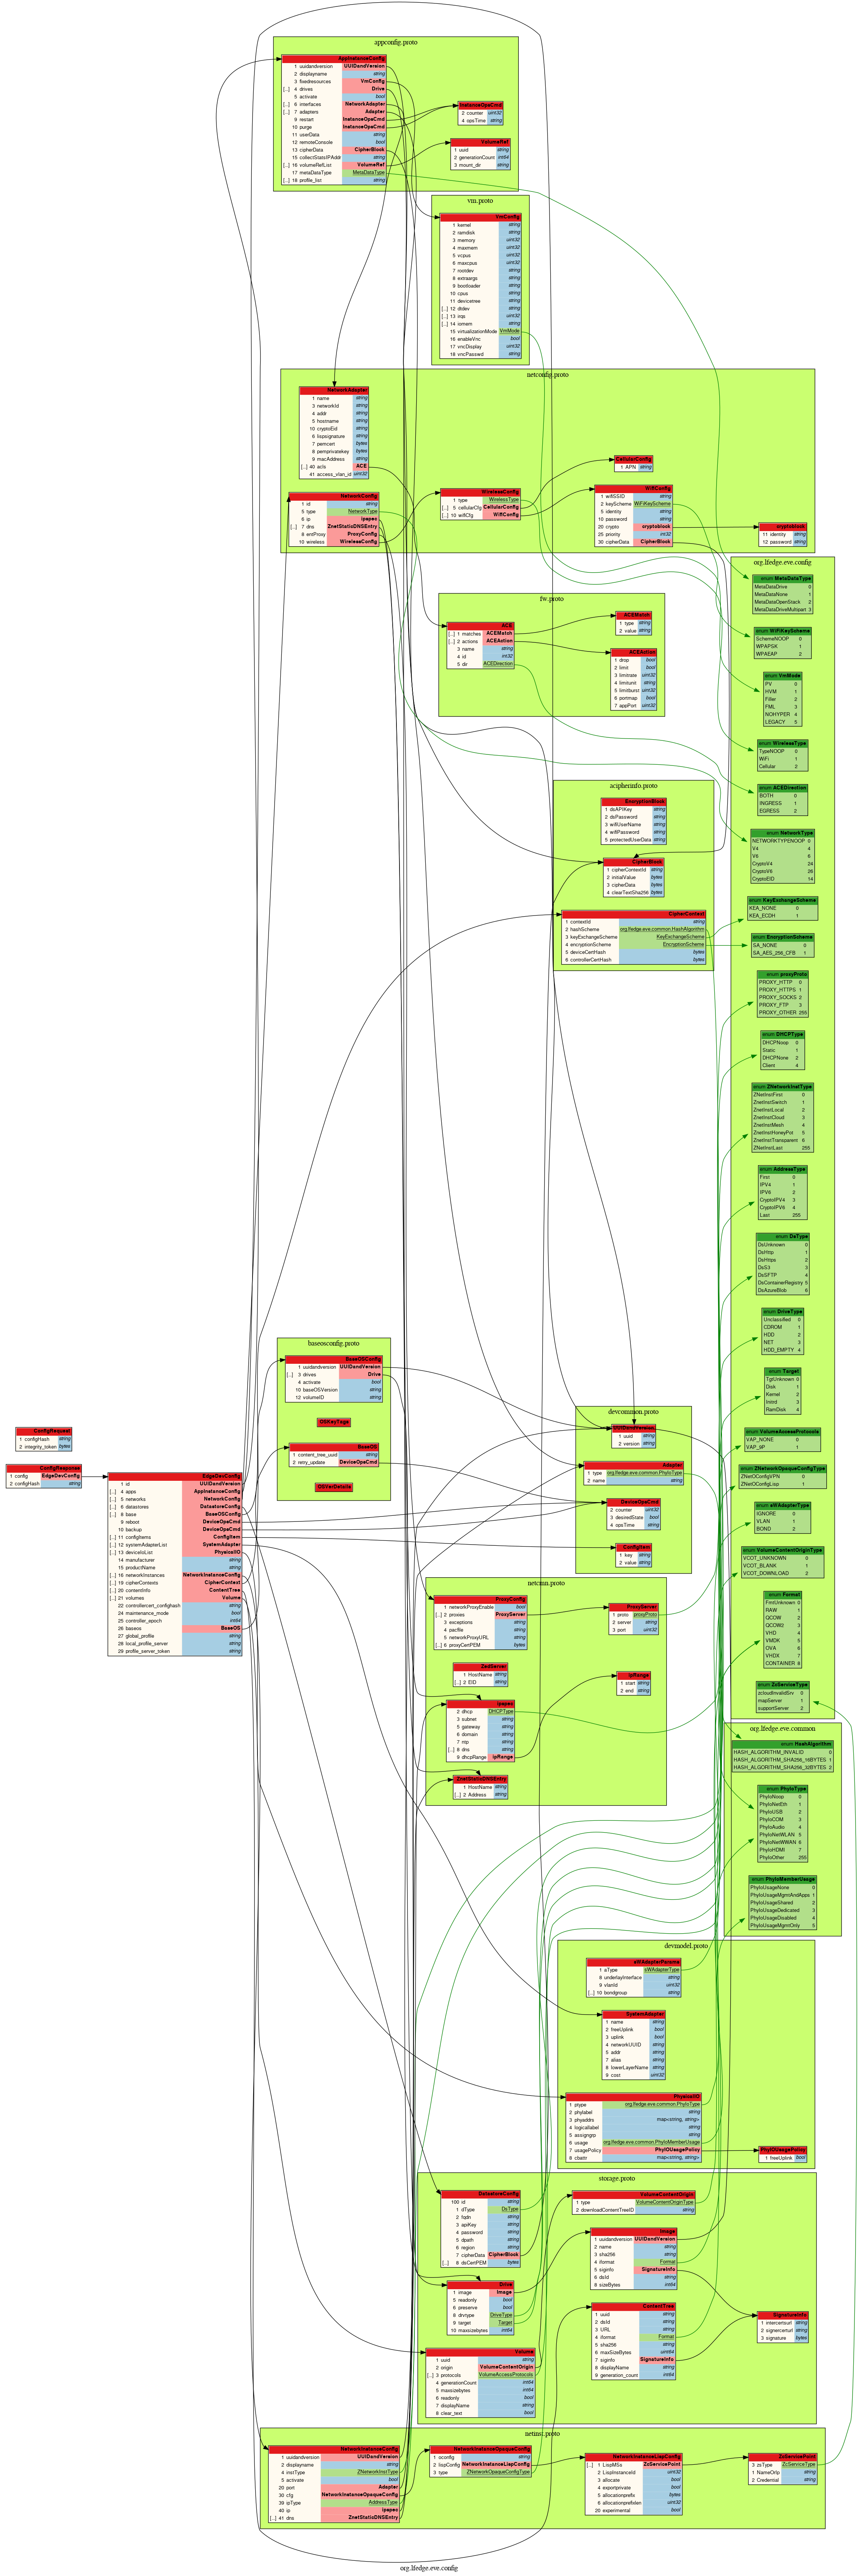 appconfig.proto
AppInstanceConfig
1 uuidandversion UUIDandVersion
2 displayname string
3 fixedresources VmConfig
[...] 4 drives Drive
5 activate bool
[...] 6 interfaces NetworkAdapter
[...] 7 adapters Adapter
9 restart InstanceOpsCmd
10 purge InstanceOpsCmd
11 userData string
12 remoteConsole bool
13 cipherData CipherBlock
15 collectStatsIPAddr string
[...] 16 volumeRefList VolumeRef
17 metaDataType MetaDataType
[...] 18 profile_list string
InstanceOpsCmd
2 counter uint32
4 opsTime string
VolumeRef
1 uuid string
2 generationCount int64
3 mount_dir string
vm.proto
VmConfig
1 kernel string
2 ramdisk string
3 memory uint32
4 maxmem uint32
5 vcpus uint32
6 maxcpus uint32
7 rootdev string
8 extraargs string
9 bootloader string
10 cpus string
11 devicetree string
[...] 12 dtdev string
[...] 13 irqs uint32
[...] 14 iomem string
15 virtualizationMode VmMode
16 enableVnc bool
17 vncDisplay uint32
18 vncPasswd string
netconfig.proto
NetworkAdapter
1 name string
3 networkId string
4 addr string
5 hostname string
10 cryptoEid string
6 lispsignature string
7 pemcert bytes
8 pemprivatekey bytes
9 macAddress string
[...] 40 acls ACE
41 access_vlan_id uint32
NetworkConfig
1 id string
5 type NetworkType
6 ip ipspec
[...] 7 dns ZnetStaticDNSEntry
8 entProxy ProxyConfig
10 wireless WirelessConfig
WirelessConfig
1 type WirelessType
[...] 5 cellularCfg CellularConfig
[...] 10 wifiCfg WifiConfig
CellularConfig
1 APN string
WifiConfig
1 wifiSSID string
2 keyScheme WiFiKeyScheme
5 identity string
10 password string
20 crypto cryptoblock
25 priority int32
30 cipherData CipherBlock
cryptoblock
11 identity string
12 password string
fw.proto
ACE
[...] 1 matches ACEMatch
[...] 2 actions ACEAction
3 name string
4 id int32
5 dir ACEDirection
ACEMatch
1 type string
2 value string
ACEAction
1 drop bool
2 limit bool
3 limitrate uint32
4 limitunit string
5 limitburst uint32
6 portmap bool
7 appPort uint32
acipherinfo.proto
EncryptionBlock
1 dsAPIKey string
2 dsPassword string
3 wifiUserName string
4 wifiPassword string
5 protectedUserData string
CipherBlock
1 cipherContextId string
2 initialValue bytes
3 cipherData bytes
4 clearTextSha256 bytes
CipherContext
1 contextId string
2 hashScheme org.lfedge.eve.common.HashAlgorithm
3 keyExchangeScheme KeyExchangeScheme
4 encryptionScheme EncryptionScheme
5 deviceCertHash bytes
6 controllerCertHash bytes
org.lfedge.eve.config
enum MetaDataType
MetaDataDrive 0
MetaDataNone 1
MetaDataOpenStack 2
MetaDataDriveMultipart 3
enum WiFiKeyScheme
SchemeNOOP 0
WPAPSK 1
WPAEAP 2
enum VmMode
PV 0
HVM 1
Filler 2
FML 3
NOHYPER 4
LEGACY 5
enum WirelessType
TypeNOOP 0
WiFi 1
Cellular 2
enum ACEDirection
BOTH 0
INGRESS 1
EGRESS 2
enum NetworkType
NETWORKTYPENOOP 0
V4 4
V6 6
CryptoV4 24
CryptoV6 26
CryptoEID 14
enum KeyExchangeScheme
KEA_NONE 0
KEA_ECDH 1
enum EncryptionScheme
SA_NONE 0
SA_AES_256_CFB 1
enum proxyProto
PROXY_HTTP 0
PROXY_HTTPS 1
PROXY_SOCKS 2
PROXY_FTP 3
PROXY_OTHER 255
enum DHCPType
DHCPNoop 0
Static 1
DHCPNone 2
Client 4
enum ZNetworkInstType
ZNetInstFirst 0
ZnetInstSwitch 1
ZnetInstLocal 2
ZnetInstCloud 3
ZnetInstMesh 4
ZnetInstHoneyPot 5
ZnetInstTransparent 6
ZNetInstLast 255
enum AddressType
First 0
IPV4 1
IPV6 2
CryptoIPV4 3
CryptoIPV6 4
Last 255
enum DsType
DsUnknown 0
DsHttp 1
DsHttps 2
DsS3 3
DsSFTP 4
DsContainerRegistry 5
DsAzureBlob 6
enum DriveType
Unclassified 0
CDROM 1
HDD 2
NET 3
HDD_EMPTY 4
enum Target
TgtUnknown 0
Disk 1
Kernel 2
Initrd 3
RamDisk 4
enum VolumeAccessProtocols
VAP_NONE 0
VAP_9P 1
enum ZNetworkOpaqueConfigType
ZNetOConfigVPN 0
ZNetOConfigLisp 1
enum sWAdapterType
IGNORE 0
VLAN 1
BOND 2
enum VolumeContentOriginType
VCOT_UNKNOWN 0
VCOT_BLANK 1
VCOT_DOWNLOAD 2
enum Format
FmtUnknown 0
RAW 1
QCOW 2
QCOW2 3
VHD 4
VMDK 5
OVA 6
VHDX 7
CONTAINER 8
enum ZcServiceType
zcloudInvalidSrv 0
mapServer 1
supportServer 2
baseosconfig.proto
BaseOSConfig
1 uuidandversion UUIDandVersion
[...] 3 drives Drive
4 activate bool
10 baseOSVersion string
12 volumeID string
OSKeyTags
BaseOS
1 content_tree_uuid string
2 retry_update DeviceOpsCmd
OSVerDetails
devcommon.proto
UUIDandVersion
1 uuid string
2 version string
Adapter
1 type org.lfedge.eve.common.PhyIoType
2 name string
DeviceOpsCmd
2 counter uint32
3 desiredState bool
4 opsTime string
ConfigItem
1 key string
2 value string
ConfigRequest
1 configHash string
2 integrity_token bytes
ConfigResponse
1 config EdgeDevConfig
2 configHash string
EdgeDevConfig
1 id UUIDandVersion
[...] 4 apps AppInstanceConfig
[...] 5 networks NetworkConfig
[...] 6 datastores DatastoreConfig
[...] 8 base BaseOSConfig
9 reboot DeviceOpsCmd
10 backup DeviceOpsCmd
[...] 11 configItems ConfigItem
[...] 12 systemAdapterList SystemAdapter
[...] 13 deviceIoList PhysicalIO
14 manufacturer string
15 productName string
[...] 16 networkInstances NetworkInstanceConfig
[...] 19 cipherContexts CipherContext
[...] 20 contentInfo ContentTree
[...] 21 volumes Volume
22 controllercert_confighash string
24 maintenance_mode bool
25 controller_epoch int64
26 baseos BaseOS
27 global_profile string
28 local_profile_server string
29 profile_server_token string
netcmn.proto
ProxyConfig
1 networkProxyEnable bool
[...] 2 proxies ProxyServer
3 exceptions string
4 pacfile string
5 networkProxyURL string
[...] 6 proxyCertPEM bytes
ProxyServer
1 proto proxyProto
2 server string
3 port uint32
ZedServer
1 HostName string
[...] 2 EID string
ipspec
2 dhcp DHCPType
3 subnet string
5 gateway string
6 domain string
7 ntp string
[...] 8 dns string
9 dhcpRange ipRange
ipRange
1 start string
2 end string
ZnetStaticDNSEntry
1 HostName string
[...] 2 Address string
org.lfedge.eve.common
enum HashAlgorithm
HASH_ALGORITHM_INVALID 0
HASH_ALGORITHM_SHA256_16BYTES 1
HASH_ALGORITHM_SHA256_32BYTES 2
enum PhyIoType
PhyIoNoop 0
PhyIoNetEth 1
PhyIoUSB 2
PhyIoCOM 3
PhyIoAudio 4
PhyIoNetWLAN 5
PhyIoNetWWAN 6
PhyIoHDMI 7
PhyIoOther 255
enum PhyIoMemberUsage
PhyIoUsageNone 0
PhyIoUsageMgmtAndApps 1
PhyIoUsageShared 2
PhyIoUsageDedicated 3
PhyIoUsageDisabled 4
PhyIoUsageMgmtOnly 5
devmodel.proto
sWAdapterParams
1 aType sWAdapterType
8 underlayInterface string
9 vlanId uint32
[...] 10 bondgroup string
SystemAdapter
1 name string
2 freeUplink bool
3 uplink bool
4 networkUUID string
5 addr string
7 alias string
8 lowerLayerName string
9 cost uint32
PhysicalIO
1 ptype org.lfedge.eve.common.PhyIoType
2 phylabel string
3 phyaddrs map<string, string>
4 logicallabel string
5 assigngrp string
6 usage org.lfedge.eve.common.PhyIoMemberUsage
7 usagePolicy PhyIOUsagePolicy
8 cbattr map<string, string>
PhyIOUsagePolicy
1 freeUplink bool
storage.proto
DatastoreConfig
100 id string
1 dType DsType
2 fqdn string
3 apiKey string
4 password string
5 dpath string
6 region string
7 cipherData CipherBlock
[...] 8 dsCertPEM bytes
VolumeContentOrigin
1 type VolumeContentOriginType
2 downloadContentTreeID string
Image
1 uuidandversion UUIDandVersion
2 name string
3 sha256 string
4 iformat Format
5 siginfo SignatureInfo
6 dsId string
8 sizeBytes int64
Drive
1 image Image
5 readonly bool
6 preserve bool
8 drvtype DriveType
9 target Target
10 maxsizebytes int64
ContentTree
1 uuid string
2 dsId string
3 URL string
4 iformat Format
5 sha256 string
6 maxSizeBytes uint64
7 siginfo SignatureInfo
8 displayName string
9 generation_count int64
SignatureInfo
1 intercertsurl string
2 signercerturl string
3 signature bytes
Volume
1 uuid string
2 origin VolumeContentOrigin
[...] 3 protocols VolumeAccessProtocols
4 generationCount int64
5 maxsizebytes int64
6 readonly bool
7 displayName string
8 clear_text bool
netinst.proto
NetworkInstanceConfig
1 uuidandversion UUIDandVersion
2 displayname string
4 instType ZNetworkInstType
5 activate bool
20 port Adapter
30 cfg NetworkInstanceOpaqueConfig
39 ipType AddressType
40 ip ipspec
[...] 41 dns ZnetStaticDNSEntry
NetworkInstanceOpaqueConfig
1 oconfig string
2 lispConfig NetworkInstanceLispConfig
3 type ZNetworkOpaqueConfigType
NetworkInstanceLispConfig
[...] 1 LispMSs ZcServicePoint
2 LispInstanceId uint32
3 allocate bool
4 exportprivate bool
5 allocationprefix bytes
6 allocationprefixlen uint32
20 experimental bool
ZcServicePoint
3 zsType ZcServiceType
1 NameOrIp string
2 Credential string
org.lfedge.eve.config